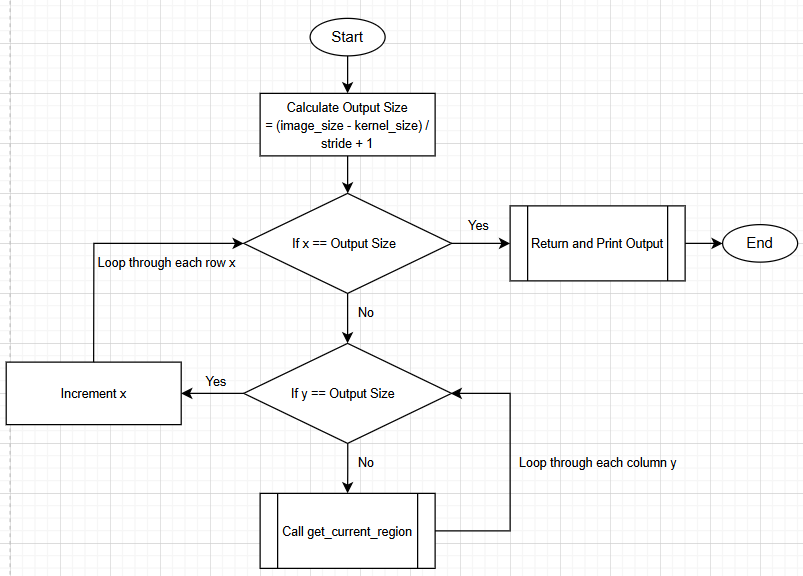 Start
Calculate Output Size
= (image_size - kernel_size) /
stride + 1
If x == Output Size
Yes
Return and Print Output
End
Loop through each row x
No
Increment x
Yes
If y == Output Size
No
Loop through each column y
Call get_current_region